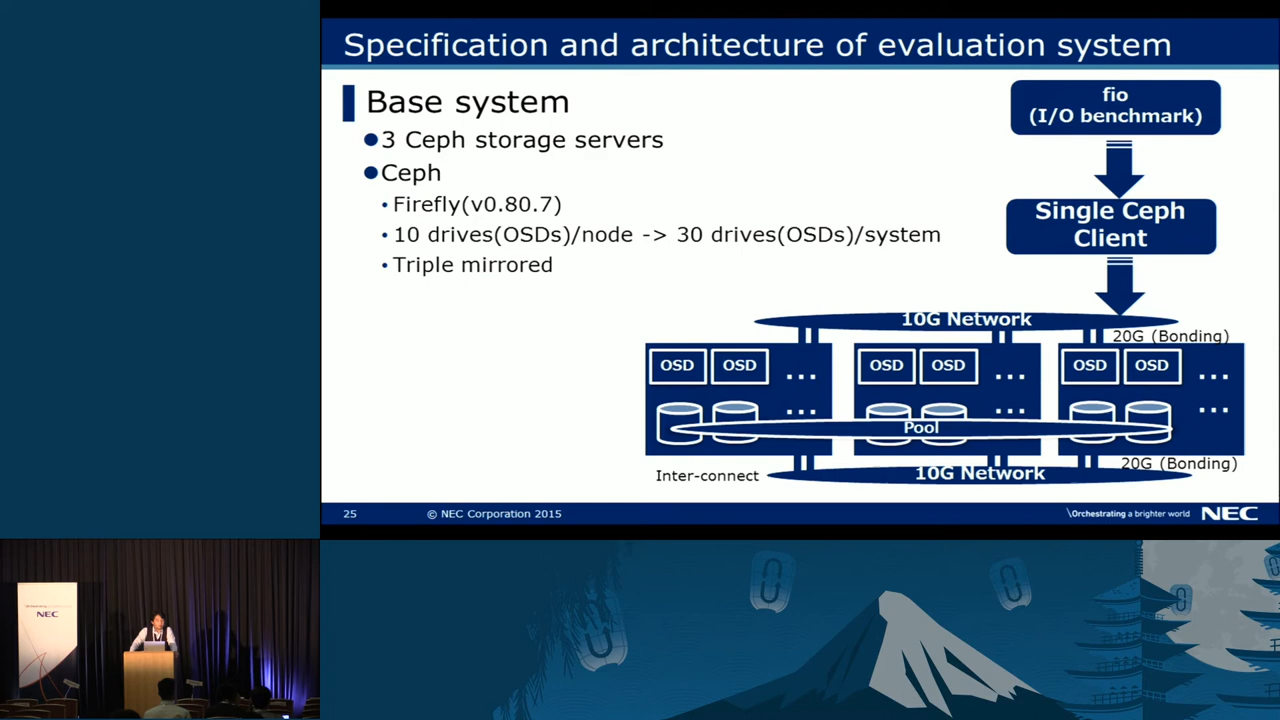 Specification and architecture of evaluation system
Base system
●3 Ceph storage servers
●Ceph
• Firefly(v0.80.7)
• 10 drives(OSDs)/node -> 30 drives(OSDs)/system
• Triple mirrored
fio
(I/O benchmark)
Single Ceph
Client
10G Network
20G (Bonding)
OSD OSD ...
OSD OSD ...
OSD OSD ...
...
...
...
Pool
Inter-connect
10G Network
20G (Bonding)
25
© NEC Corporation 2015
\Orchestrating a brighter world
NEC
NEC